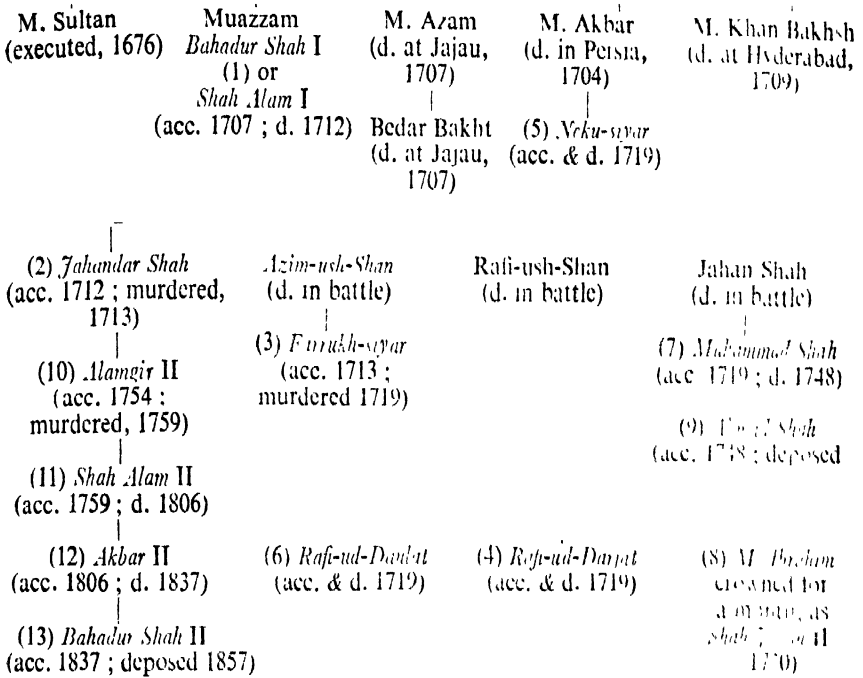 M. Sultan
(executed, 1676)
Muazzam
Bahadur Shah I
(1) or
Shah Alam I
(acc. 1707 ; d. 1712)
M. Azam
(d. at Jajau,
1707)
Bedar Bakht
(d. at Jajau,
1707)
M. Akbar
(d. in Persia,
1704)
(5) Neku-siyar
(acc. & d. 1719)
M. Khan Bakhsh
(d. at Hyderabad,
1709)
(2) Jahandar Shah
(acc. 1712 ; murdered,
1713)
(10) Alamgir II
(acc. 1754 ;
murdered, 1759)
(11) Shah Alam II
(acc. 1759 ; d. 1806)
(12) Akbar II
(acc. 1806 ; d. 1837)
(13) Bahadur Shah II
(acc. 1837 ; deposed 1857)
Azim-ush-Shan
(d. in battle)
(3) Farrukh-siyar
(acc. 1713 ;
murdered 1719)
(6) Rafi-ud-Daulat
(acc. & d. 1719)
Rafi-ush-Shan
(d. in battle)
(4) Rafi-ud-Darjat
(acc. & d. 1719)
Jahan Shah
(d. in battle)
(7) Muhammad Shah
(acc 1719 ; d. 1748)
(9) Shah
(acc. 1748 ; deposed
(8) M.
crowned for
as
Shah